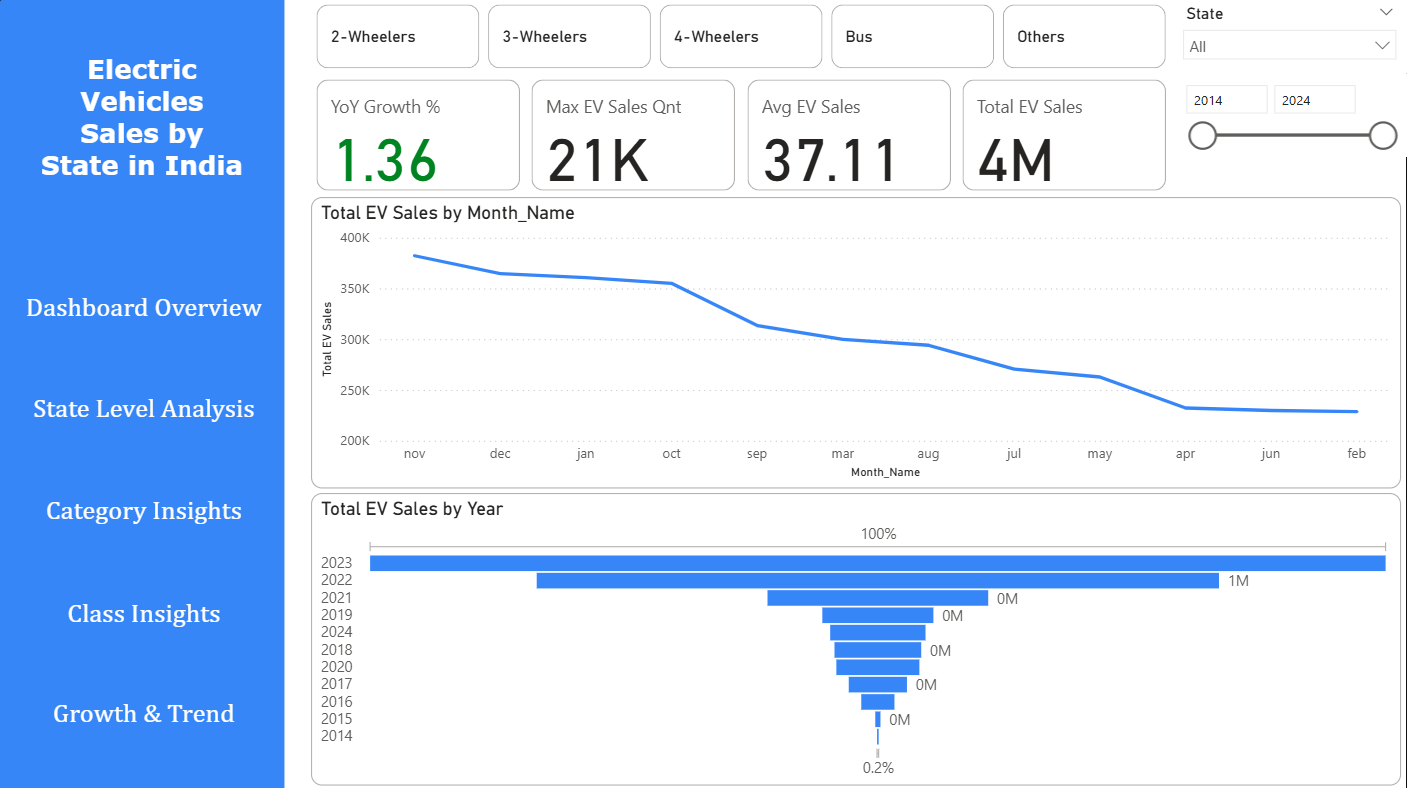 Electric
Vehicles
Sales by
State in India
Dashboard Overview
State Level Analysis
Category Insights
Class Insights
Growth & Trend
2-Wheelers
3-Wheelers
4-Wheelers
Bus
Others
State
All
2014
2024
YoY Growth %
1.36
Max EV Sales Qnt
21K
Avg EV Sales
37.11
Total EV Sales
4M
Total EV Sales by Month_Name
Total EV Sales
400K
350K
300K
250K
200K
nov dec jan oct sep mar aug jul may apr jun feb
Month_Name
Total EV Sales by Year
100%
2023
2022 1M
2021 0M
2019 0M
2024
2018 0M
2020
2017 0M
2016
2015 0M
2014
0.2%